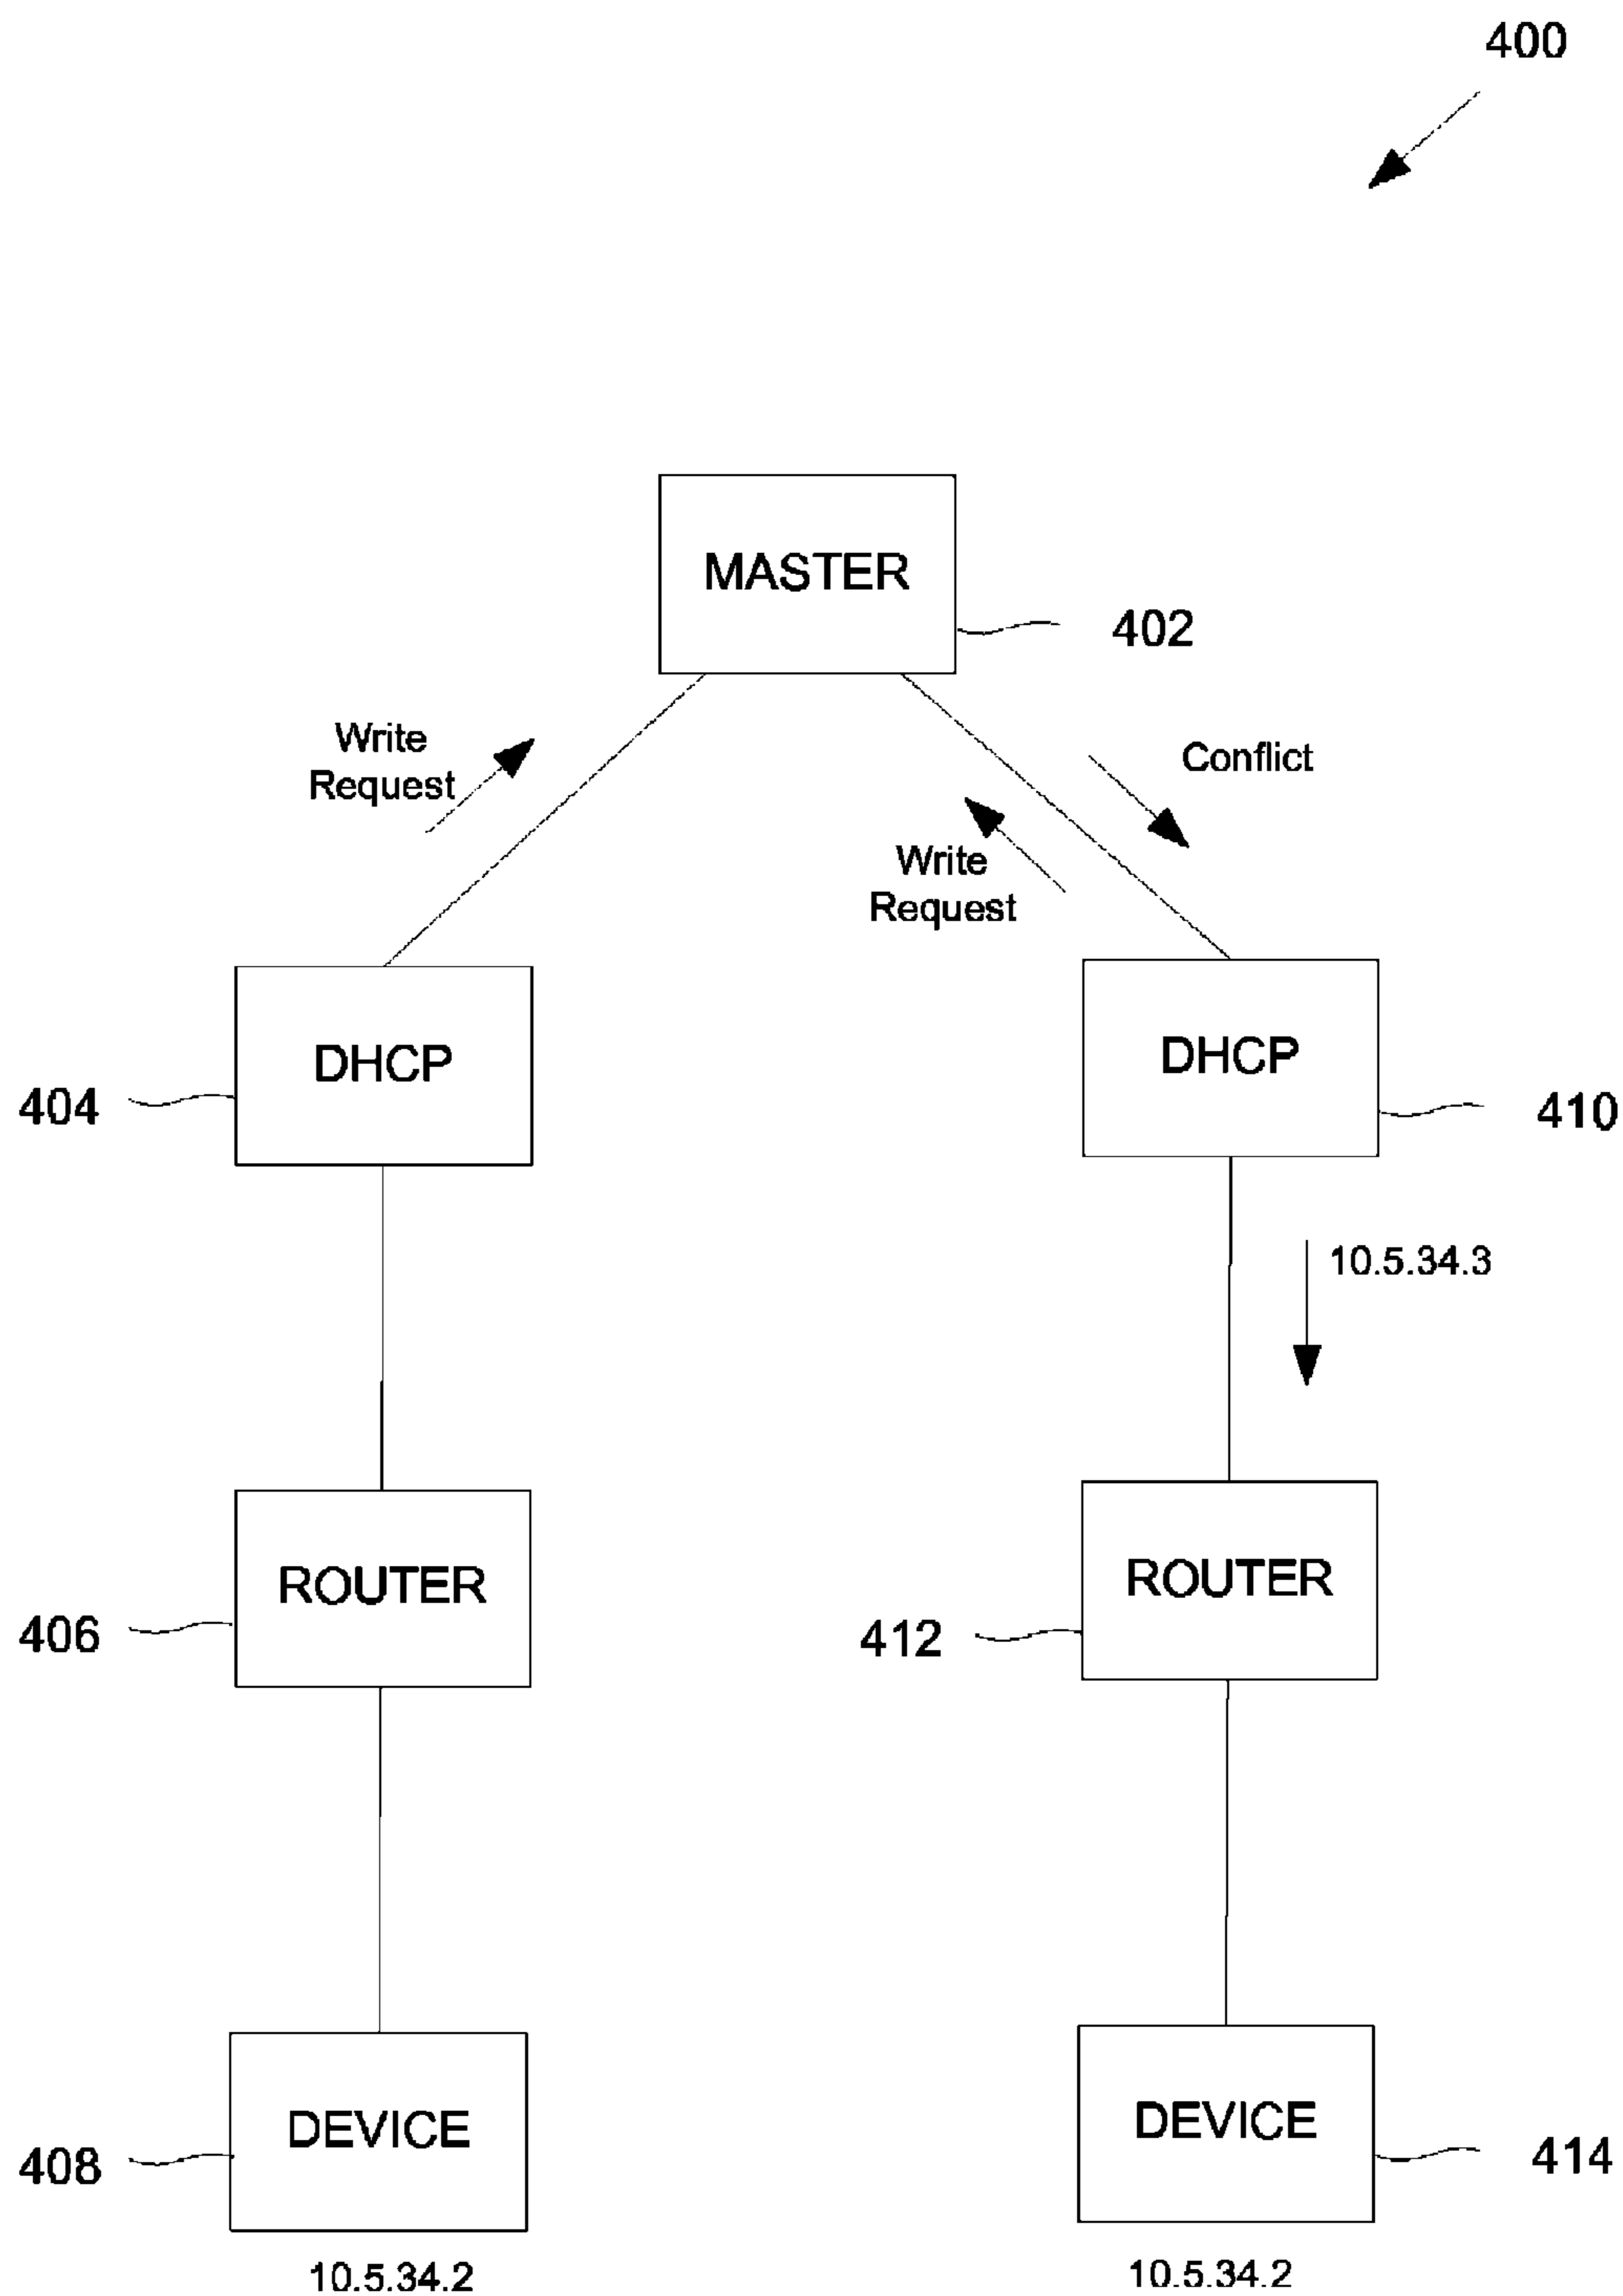 400
MASTER
402
Write
Request
Conflict
Write
Request
DHCP
404
DHCP
410
10.5.34.3
ROUTER
406
ROUTER
412
DEVICE
408
DEVICE
414
10.5.34.2
10.5.34.2